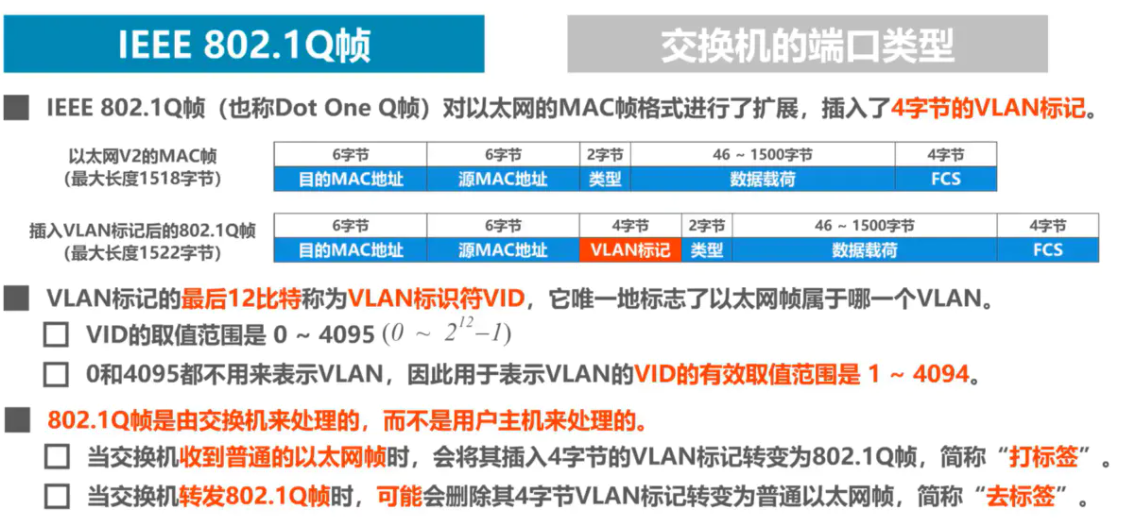 IEEE 802.1Q帧
交换机的端口类型
IEEE 802.1Q帧（也称Dot One Q帧）对以太网的MAC帧格式进行了扩展，插入了4字节的VLAN标记。
以太网V2的MAC帧
(最大长度1518字节)
6字节 6字节 2字节 46 ~ 1500字节 4字节
目的MAC地址 源MAC地址 类型 数据载荷 FCS
插入VLAN标记后的802.1Q帧
(最大长度1522字节)
6字节 6字节 4字节 2字节 46 ~ 1500字节 4字节
目的MAC地址 源MAC地址 VLAN标记 类型 数据载荷 FCS
VLAN标记的最后12比特称为VLAN标识符VID，它唯一地标志了以太网帧属于哪一个VLAN。
VID的取值范围是 0 ~ 4095 (0 ~ 2^12–1)
0和4095都不用来表示VLAN，因此用于表示VLAN的VID的有效取值范围是 1 ~ 4094。
802.1Q帧是由交换机来处理的，而不是用户主机来处理的。
当交换机收到普通的以太网帧时，会将其插入4字节的VLAN标记转变为802.1Q帧，简称“打标签”。
当交换机转发802.1Q帧时，可能会删除其4字节VLAN标记转变为普通以太网帧，简称“去标签”。